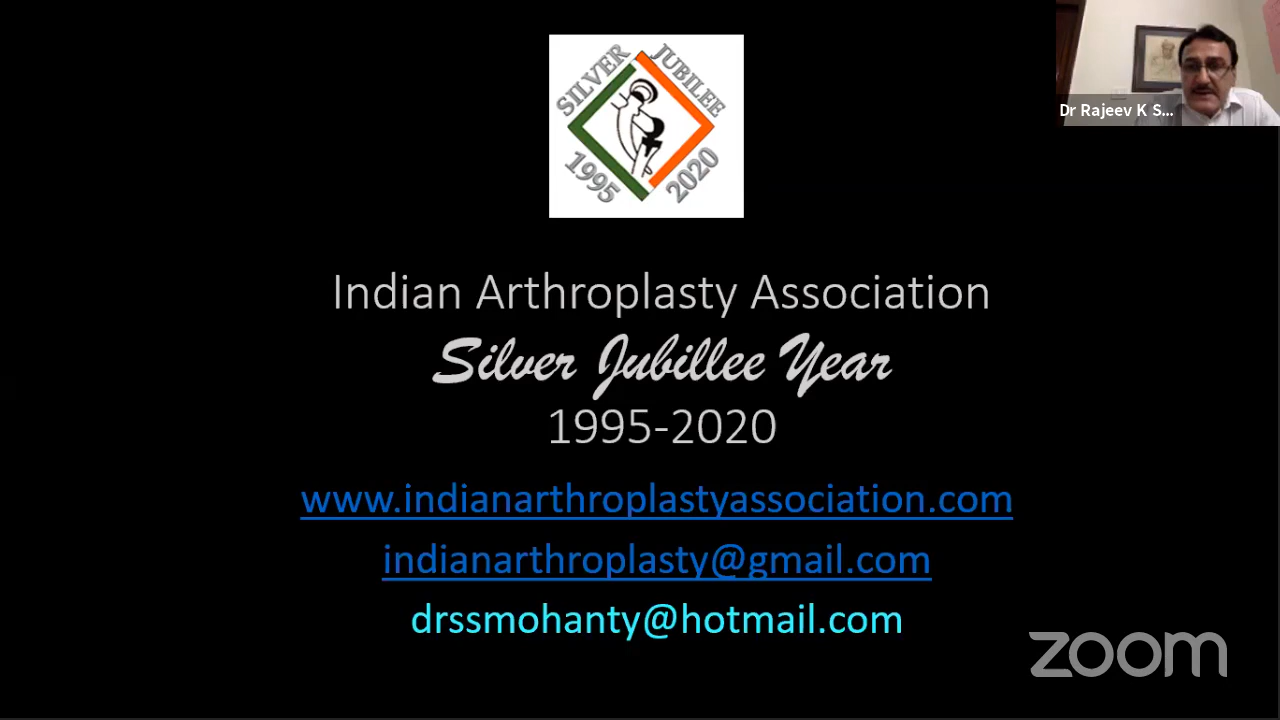 SILVER JUBILEE
1995 2020
Dr Rajeev K S...
Indian Arthroplasty Association
Silver Jubillee Year
1995-2020
www.indianarthroplastyassociation.com
indianarthroplasty@gmail.com
drssmohanty@hotmail.com
zoom